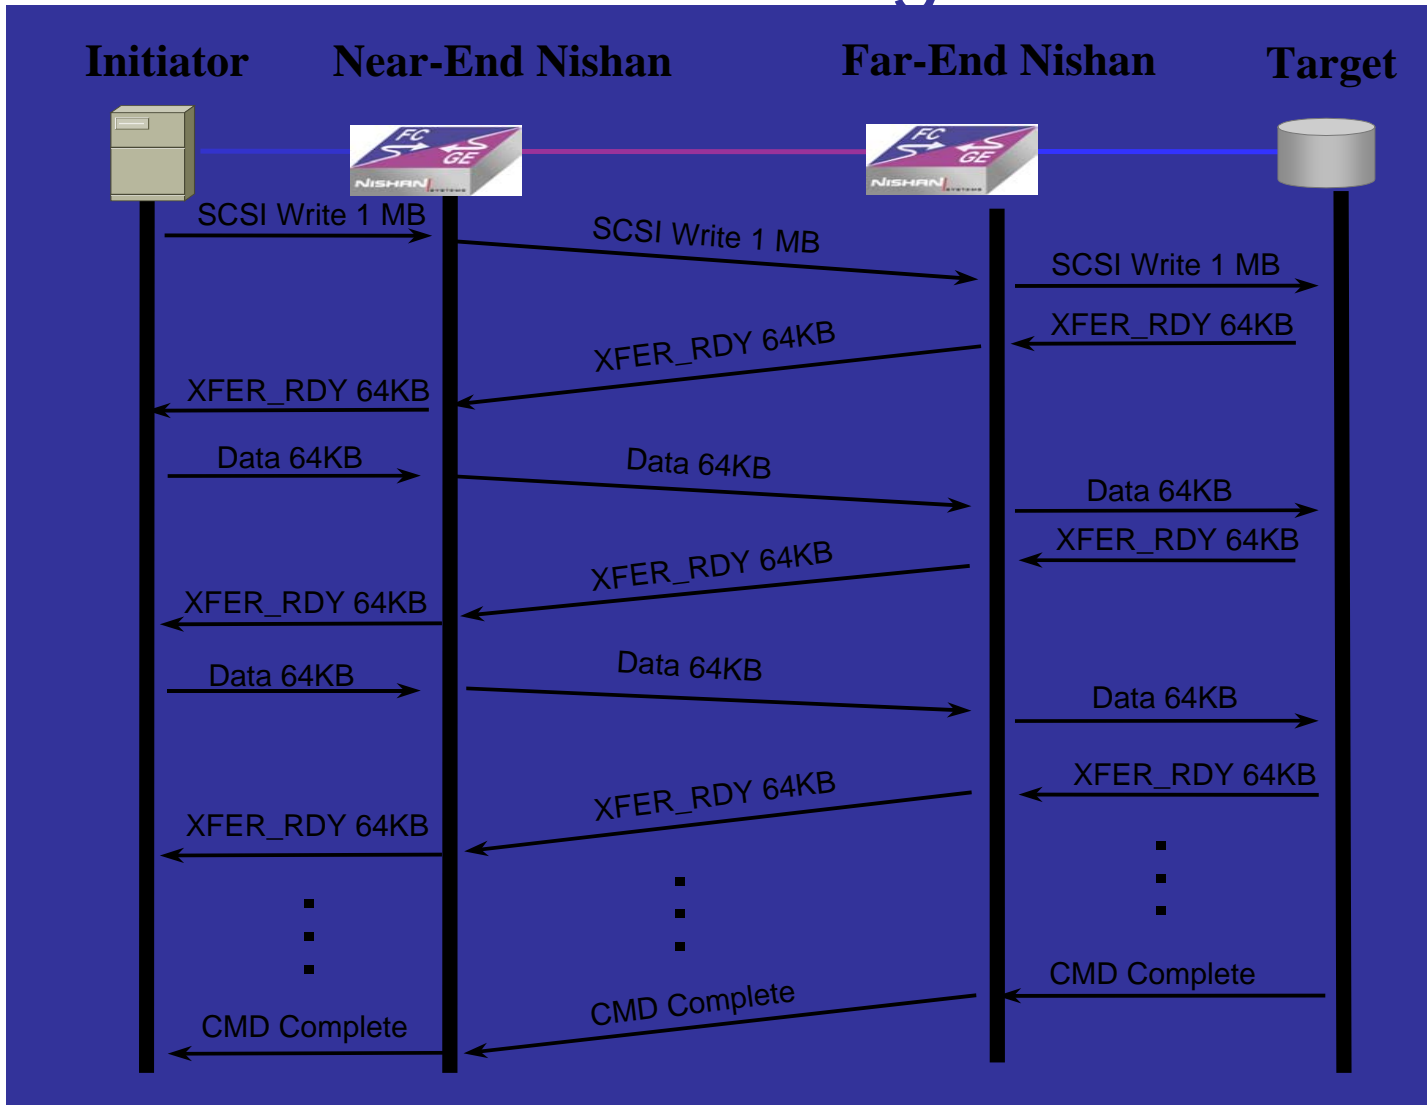 Initiator
Near-End Nishan
Far-End Nishan
Target
FC
GE
NISHAN
SYSTEMS
FC
GE
NISHAN
SYSTEMS
SCSI Write 1 MB
SCSI Write 1 MB
SCSI Write 1 MB
XFER_RDY 64KB
XFER_RDY 64KB
XFER_RDY 64KB
Data 64KB
Data 64KB
Data 64KB
XFER_RDY 64KB
XFER_RDY 64KB
XFER_RDY 64KB
Data 64KB
Data 64KB
Data 64KB
XFER_RDY 64KB
XFER_RDY 64KB
XFER_RDY 64KB
CMD Complete
CMD Complete
CMD Complete